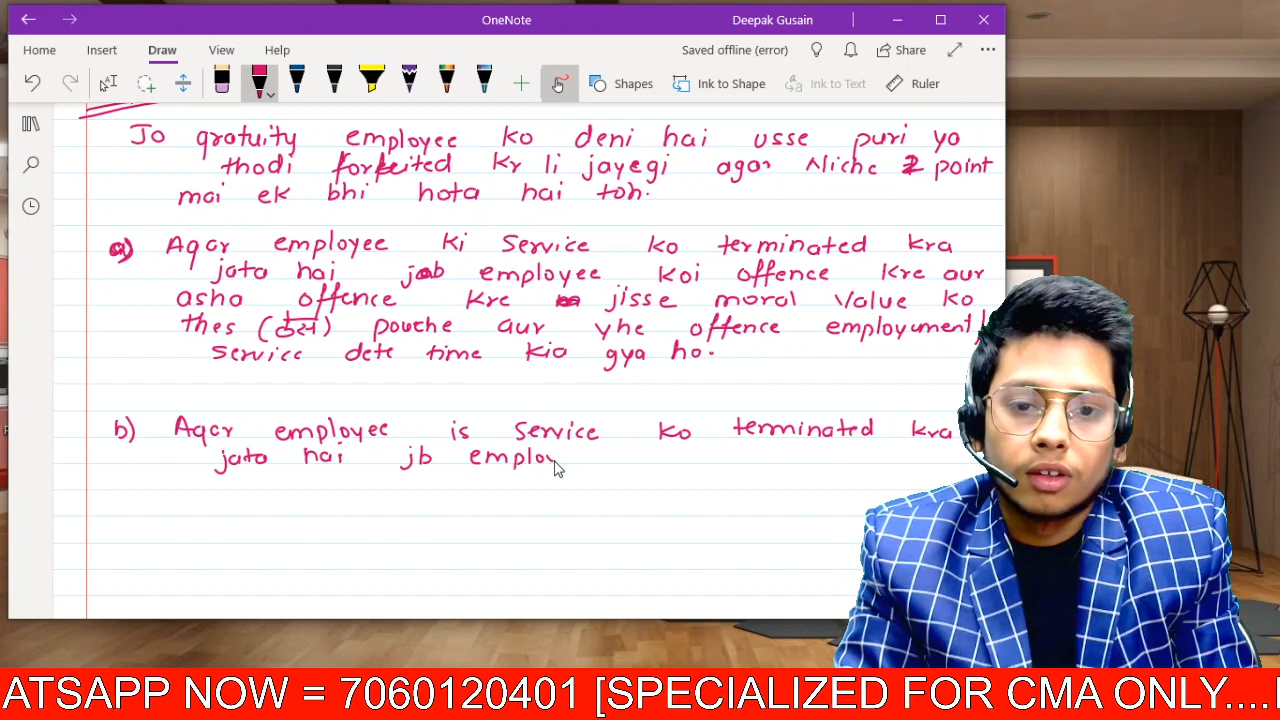 OneNote
Deepak Gusain
Home Insert Draw View Help
Saved offline (error)
Share
Shapes
Ink to Shape
Ink to Text
Ruler
Jo gratuity employee ko deni hai usse puri ya
thodi forfeited kr li jayegi agar Niche 2 point
mai ek bhi hota hai toh.
a) Agar employee ki Service ko terminated kra
jata hai job employee koi offence kre aur
asha offence kre jisse moral Value ko
thes (ठेस) pouche aur yhe offence employument/
service dete time kia gya ho.
b) Agar employee is service ko terminated kra
jata hai jb employ
ATSAPP NOW = 7060120401 [SPECIALIZED FOR CMA ONLY....!